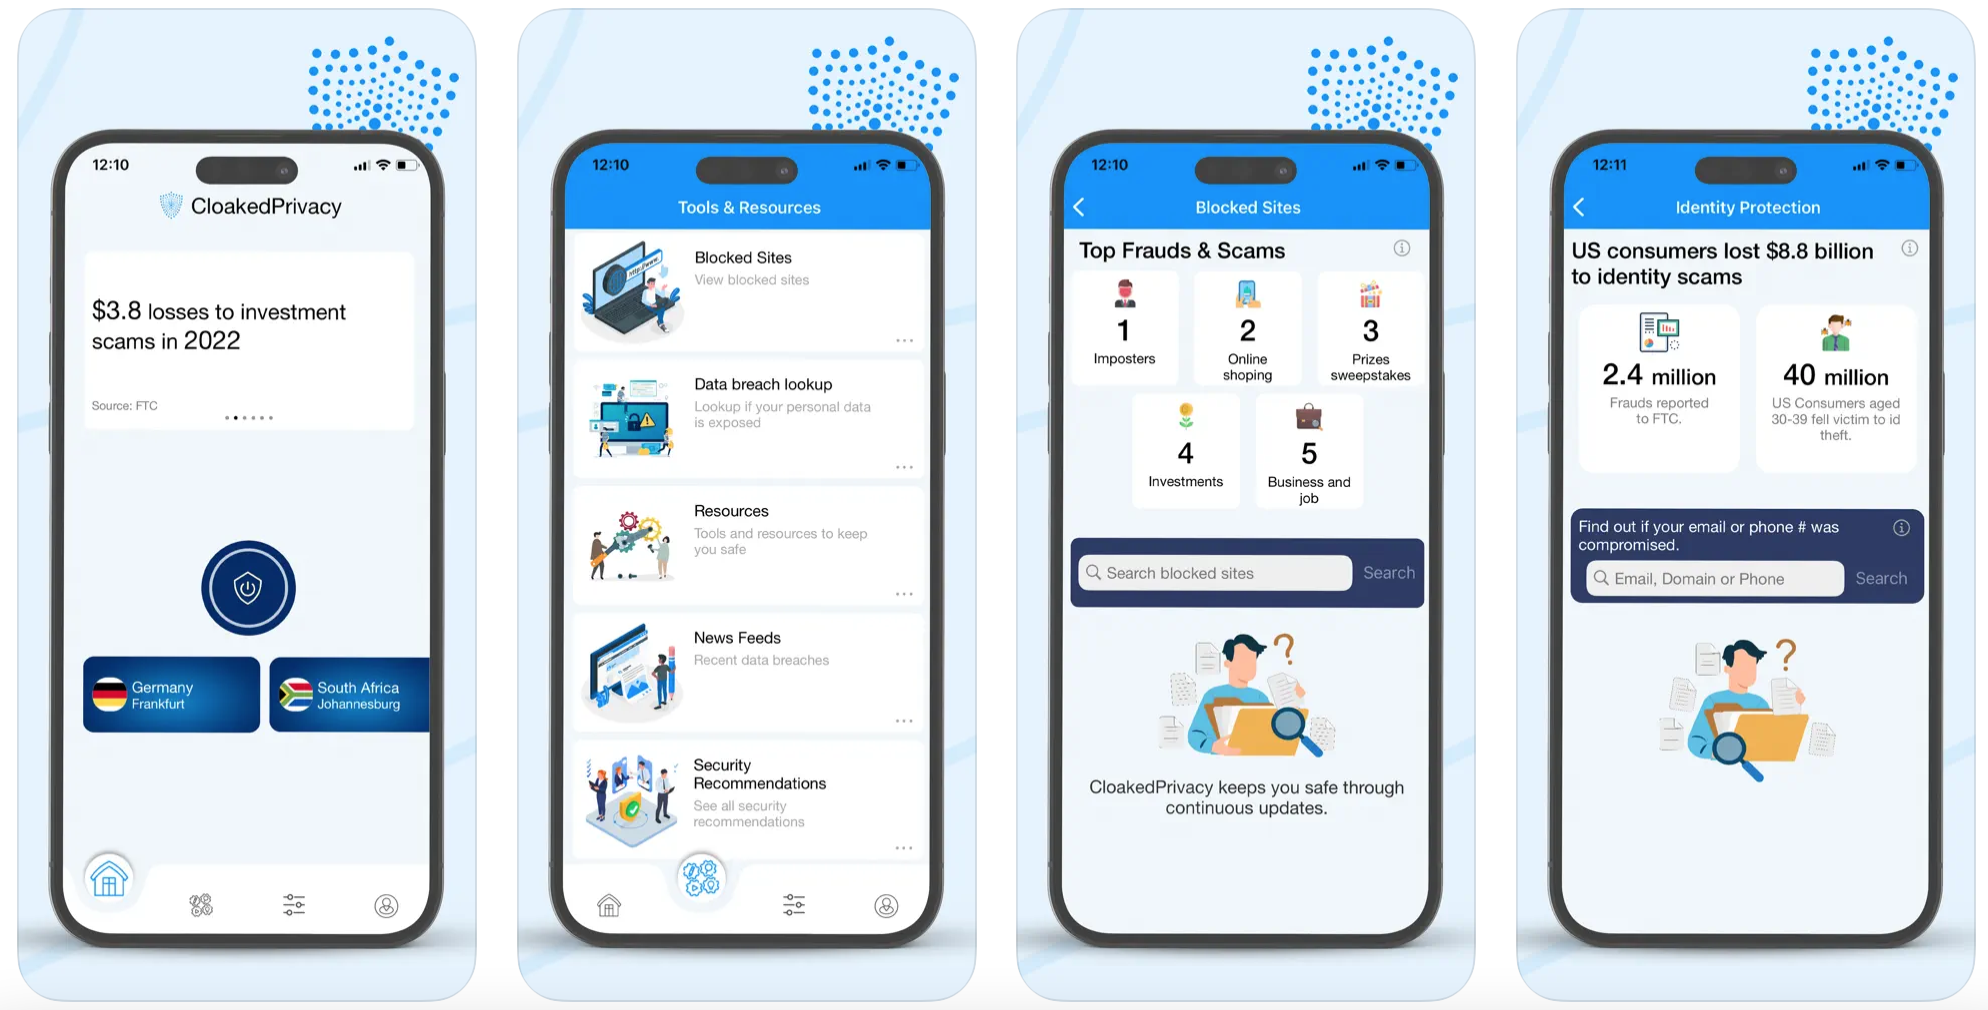 12:10
CloakedPrivacy
$3.8 losses to investment
scams in 2022
Source: FTC
Germany
Frankfurt
South Africa
Johannesburg
12:10
Tools & Resources
Blocked Sites
View blocked sites
http://www.
Data breach lookup
Lookup if your personal data
is exposed
Resources
Tools and resources to keep
you safe
News Feeds
Recent data breaches
Security
Recommendations
See all security
recommendations
12:10
Blocked Sites
Top Frauds & Scams
1
Imposters
2
Online
shoping
3
Prizes
sweepstakes
4
Investments
5
Business and
job
Search blocked sites
Search
?
CloakedPrivacy keeps you safe through
continuous updates.
12:11
Identity Protection
US consumers lost $8.8 billion
to identity scams
2.4 million
Frauds reported
to FTC.
40 million
US Consumers aged
30-39 fell victim to id
theft.
Find out if your email or phone # was
compromised.
Email, Domain or Phone
Search
?